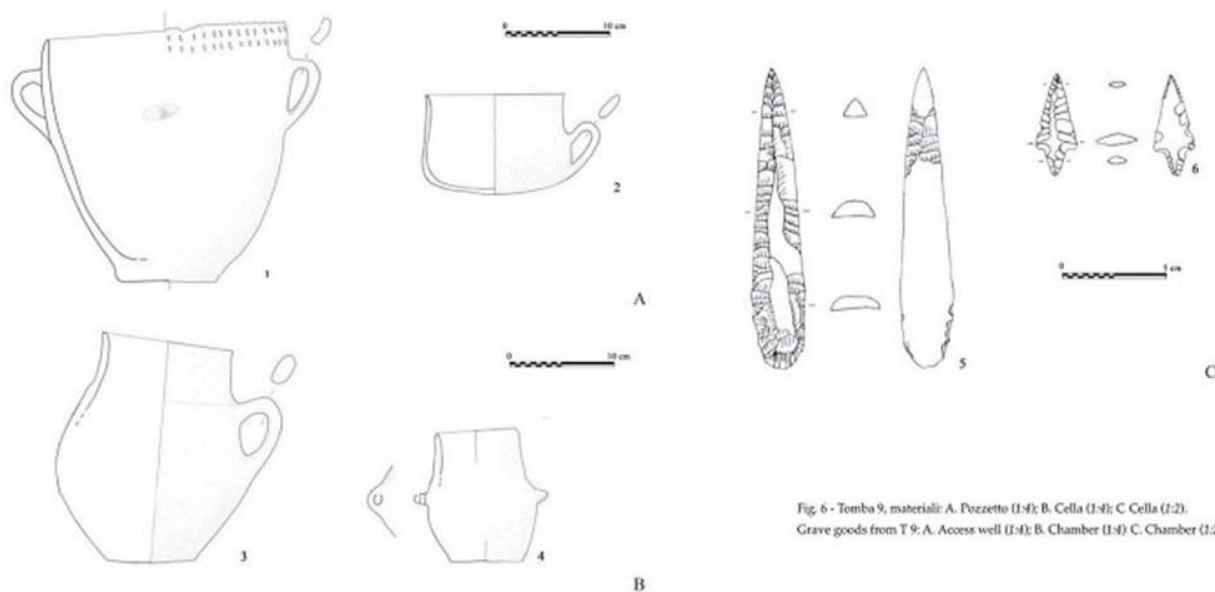 0 10 cm
1
2
A
0 10 cm
3
4
B
5
6
0 5 cm
C
Fig. 6 - Tomba 9, materiali: A. Pozzetto (1:4); B. Cella (1:4); C Cella (1:2).
Grave goods from T 9: A. Access well (1:4); B. Chamber (1:4) C. Chamber (1:2